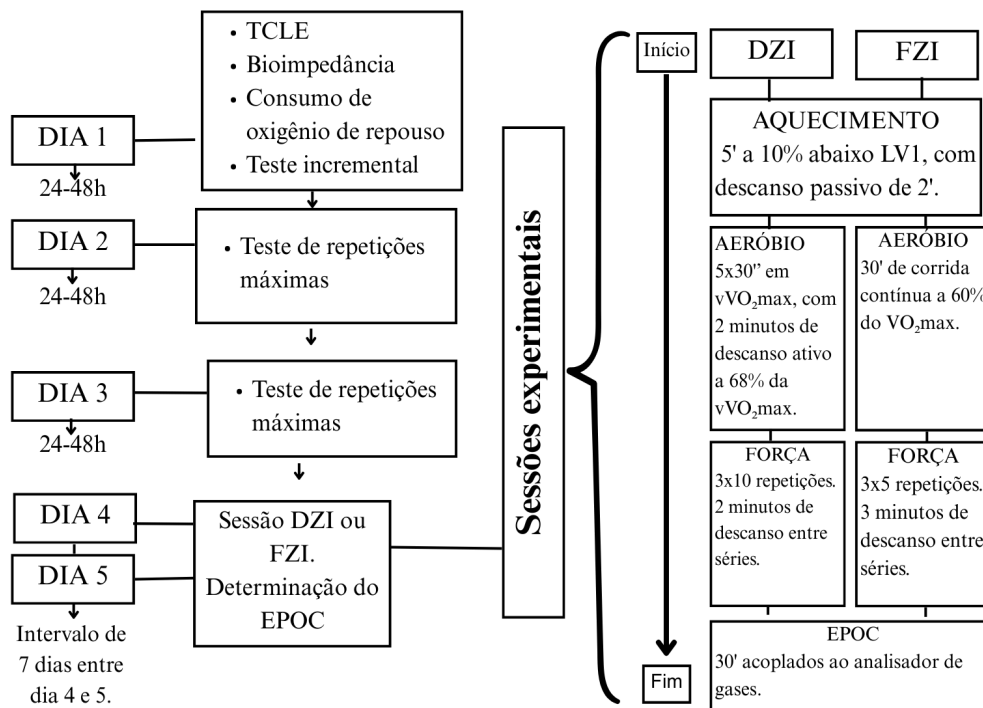 DIA 1
24-48h
• TCLE
• Bioimpedância
• Consumo de
oxigênio de repouso
• Teste incremental
DIA 2
24-48h
• Teste de repetições
máximas
DIA 3
24-48h
• Teste de repetições
máximas
DIA 4
DIA 5
Intervalo de
7 dias entre
dia 4 e 5.
Sessão DZI ou
FZI.
Determinação do
EPOC
Sessões experimentais
Início
Fim
DZI
FZI
AQUECIMENTO
5' a 10% abaixo LV1, com
descanso passivo de 2'.
AERÓBIO
5x30” em
vVO₂max, com
2 minutos de
descanso ativo
a 68% da
vVO₂max.
AERÓBIO
30' de corrida
contínua a 60%
do VO₂max.
FORÇA
3x10 repetições.
2 minutos de
descanso entre
séries.
FORÇA
3x5 repetições.
3 minutos de
descanso entre
séries.
EPOC
30' acoplados ao analisador de
gases.